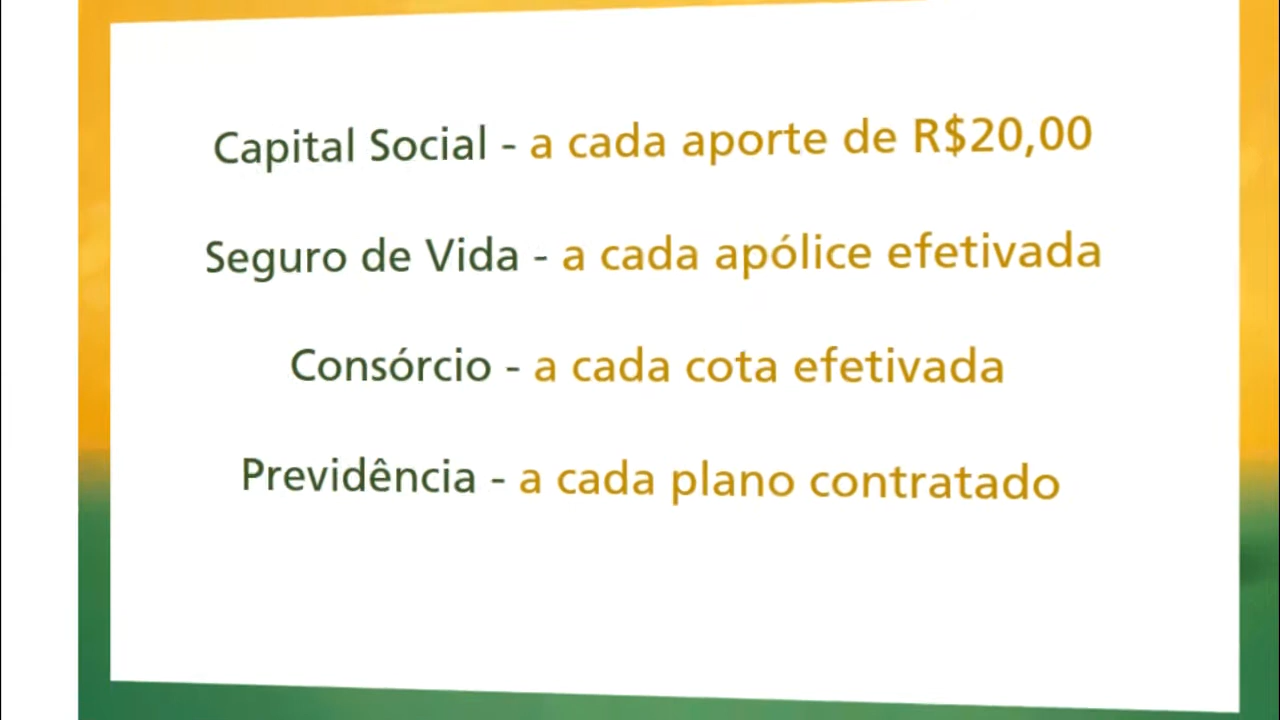 Capital Social - a cada aporte de R$20,00
Seguro de Vida - a cada apólice efetivada
Consórcio - a cada cota efetivada
Previdência - a cada plano contratado